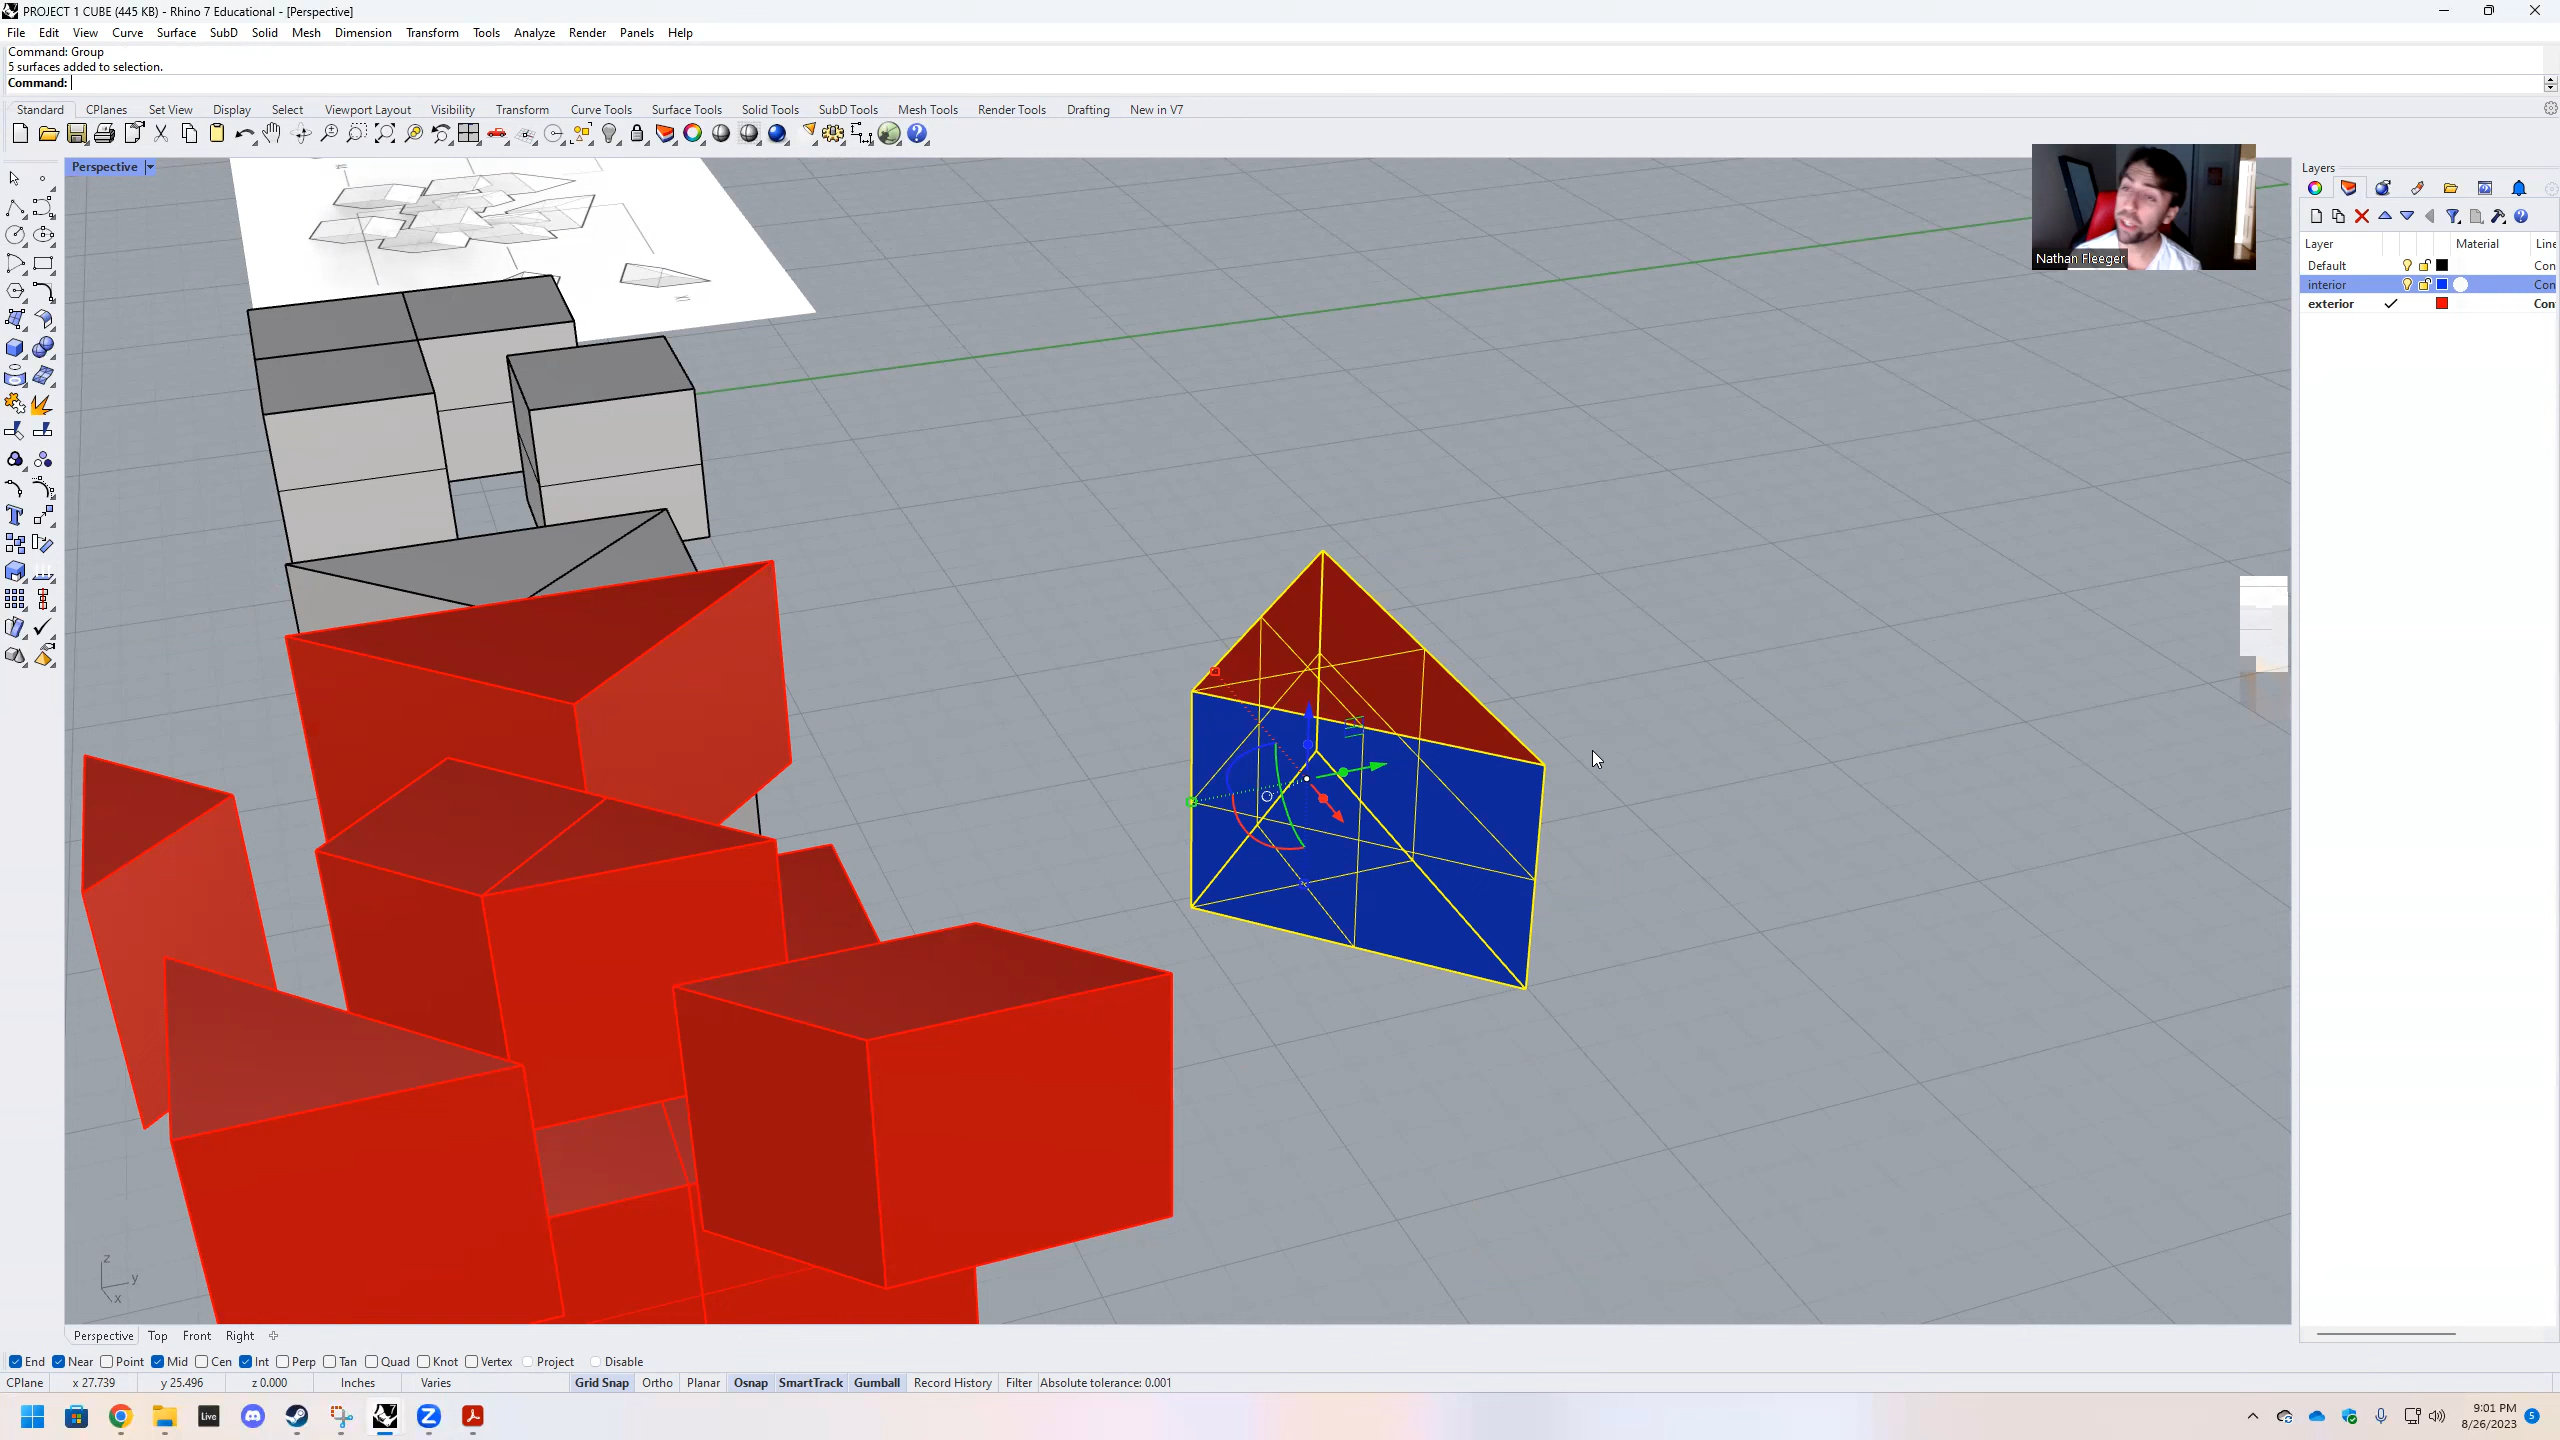 PROJECT 1 CUBE (445 KB) - Rhino 7 Educational - [Perspective]
File Edit View Curve Surface SubD Solid Mesh Dimension Transform Tools Analyze Render Panels Help
Command: Group
5 surfaces added to selection.
Command:
Standard CPlanes Set View Display Select Viewport Layout Visibility Transform Curve Tools Surface Tools Solid Tools SubD Tools Mesh Tools Render Tools Drafting New in V7
Perspective
Nathan Fleeger
Layers
Layer Material Line
Default Con
interior Con
exterior Con
z
y
x
Perspective Top Front Right
End Near Point Mid Cen Int Perp Tan Quad Knot Vertex Project Disable
CPlane x 27.739 y 25.496 z 0.000 Inches Varies Grid Snap Ortho Planar Osnap SmartTrack Gumball Record History Filter Absolute tolerance: 0.001
Live
9:01 PM
8/26/2023
5